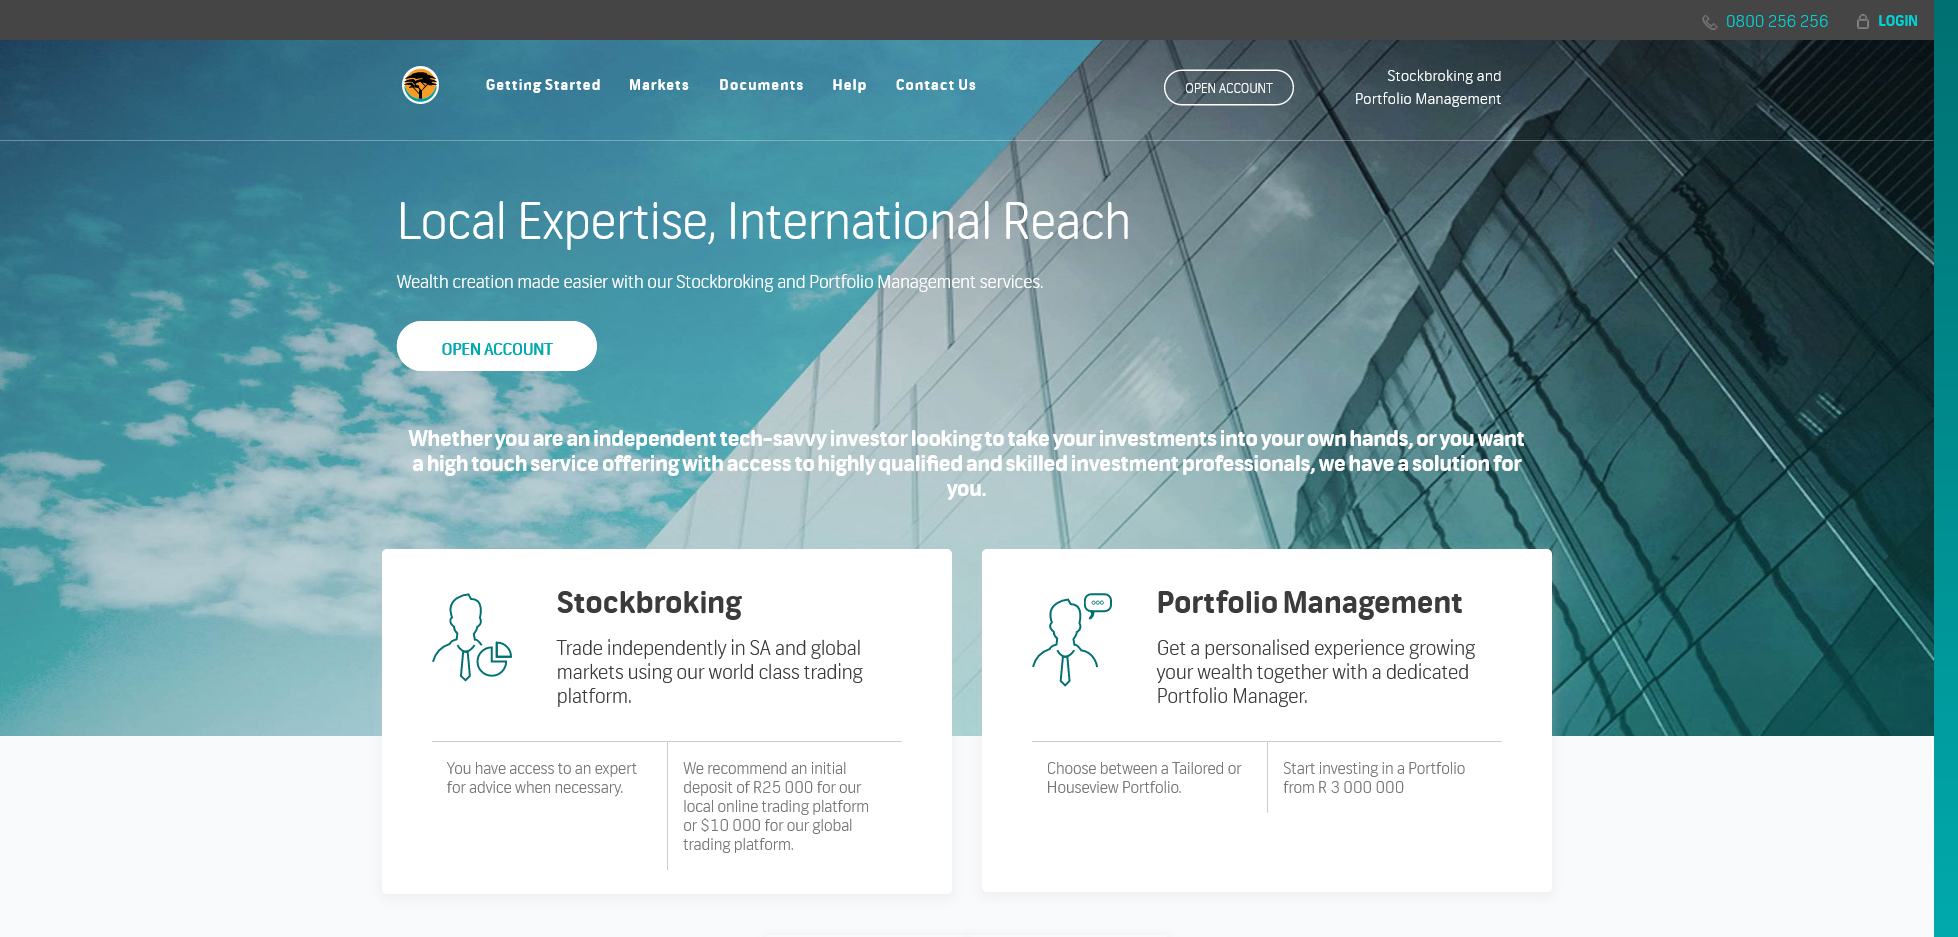 0800 256 256
LOGIN
Getting Started
Markets
Documents
Help
Contact Us
OPEN ACCOUNT
Stockbroking and
Portfolio Management
Local Expertise, International Reach
Wealth creation made easier with our Stockbroking and Portfolio Management services.
OPEN ACCOUNT
Whether you are an independent tech-savvy investor looking to take your investments into your own hands, or you want
a high touch service offering with access to highly qualified and skilled investment professionals, we have a solution for
you.
Stockbroking
Trade independently in SA and global
markets using our world class trading
platform.
You have access to an expert
for advice when necessary.
We recommend an initial
deposit of R25 000 for our
local online trading platform
or $10 000 for our global
trading platform.
Portfolio Management
Get a personalised experience growing
your wealth together with a dedicated
Portfolio Manager.
Choose between a Tailored or
Houseview Portfolio.
Start investing in a Portfolio
from R 3 000 000